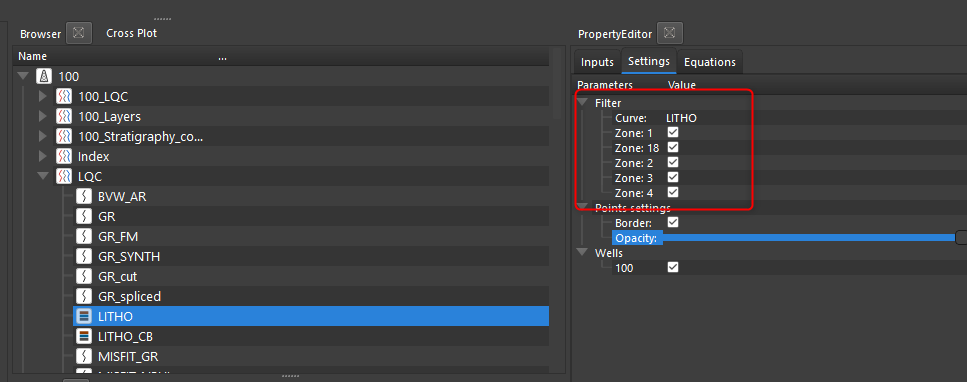 Browser
Cross Plot
Name ...
100
100_LQC
100_Layers
100_Stratigraphy_co...
Index
LQC
BVW_AR
GR
GR_FM
GR_SYNTH
GR_cut
GR_spliced
LITHO
LITHO_CB
MISFIT_GR
PropertyEditor
Inputs Settings Equations
Parameters Value
Filter
Curve: LITHO
Zone: 1
Zone: 18
Zone: 2
Zone: 3
Zone: 4
Points settings
Border:
Opacity:
Wells
100